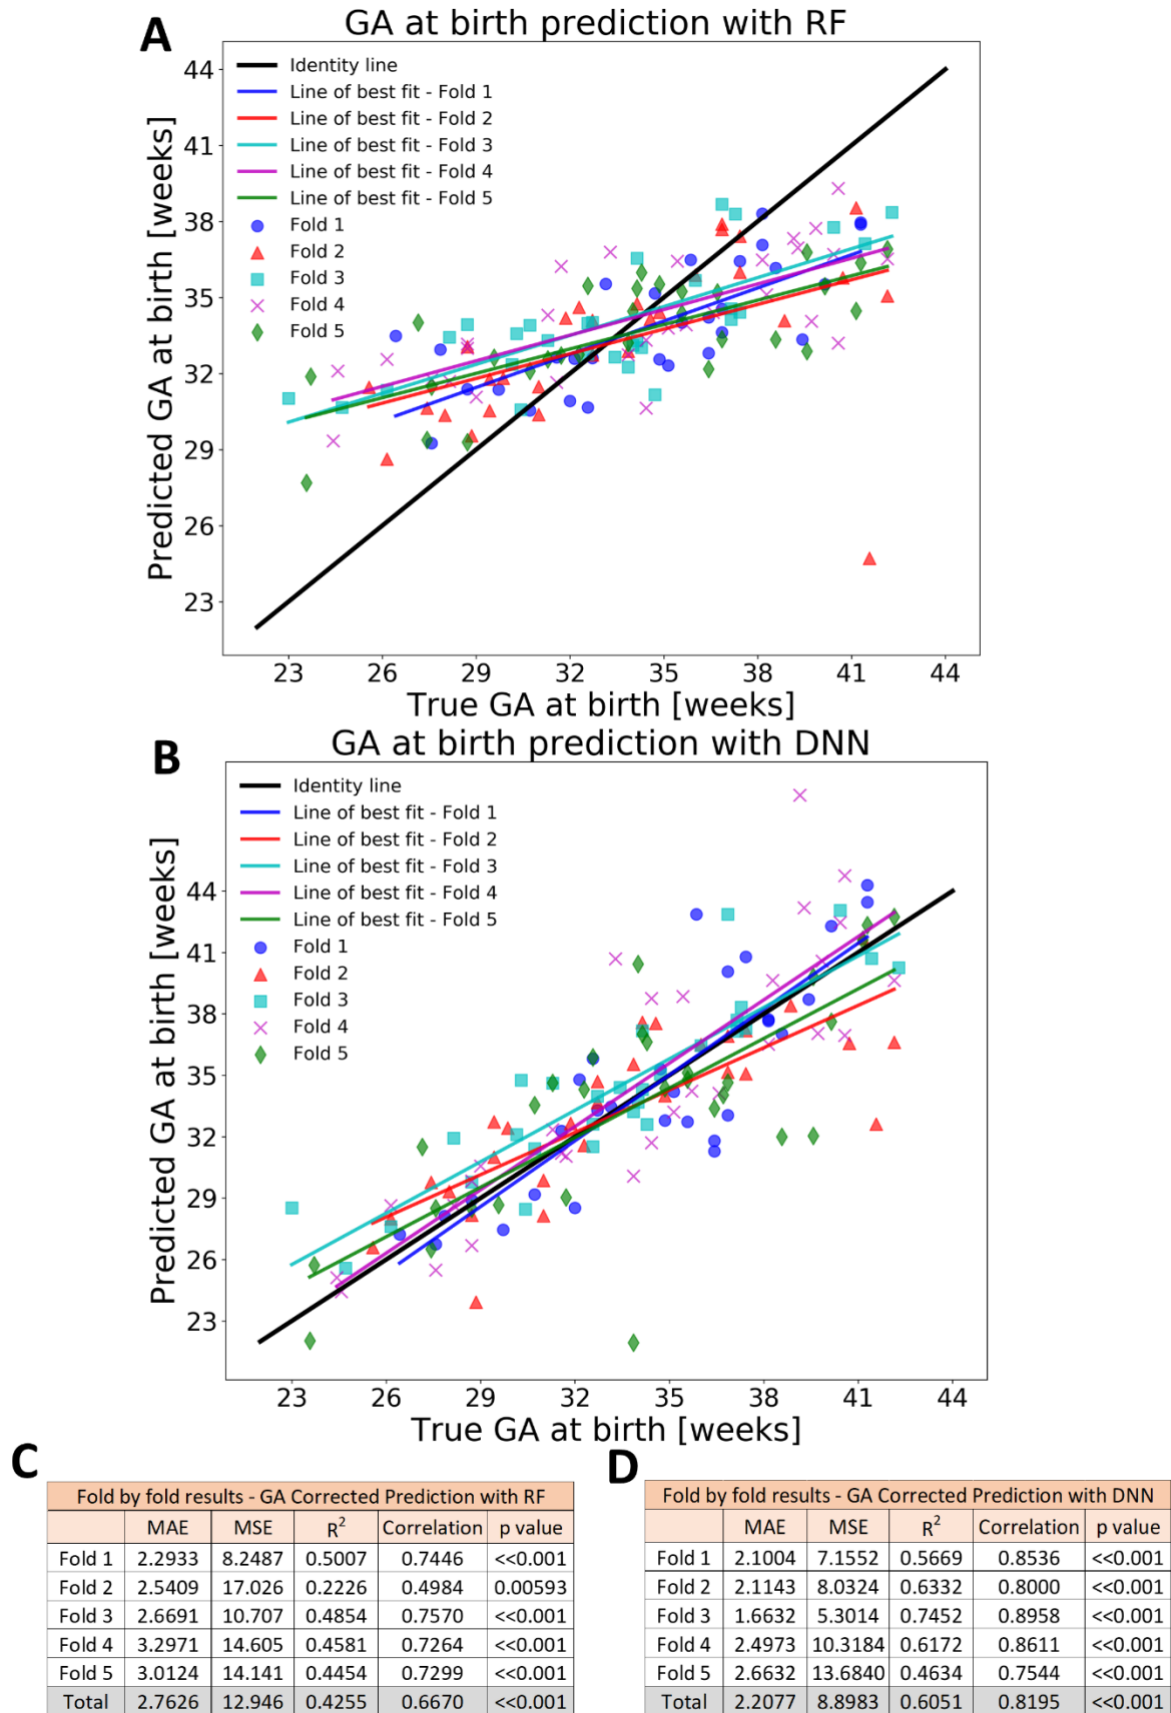 A
GA at birth prediction with RF
Identity line
Line of best fit - Fold 1
Line of best fit - Fold 2
Line of best fit - Fold 3
Line of best fit - Fold 4
Line of best fit - Fold 5
Fold 1
Fold 2
Fold 3
Fold 4
Fold 5
Predicted GA at birth [weeks]
44
41
38
35
32
29
26
23
23 26 29 32 35 38 41 44
True GA at birth [weeks]
B
GA at birth prediction with DNN
Identity line
Line of best fit - Fold 1
Line of best fit - Fold 2
Line of best fit - Fold 3
Line of best fit - Fold 4
Line of best fit - Fold 5
Fold 1
Fold 2
Fold 3
Fold 4
Fold 5
Predicted GA at birth [weeks]
44
41
38
35
32
29
26
23
23 26 29 32 35 38 41 44
True GA at birth [weeks]
C
Fold by fold results - GA Corrected Prediction with RF
MAE MSE R² Correlation p value
Fold 1 2.2933 8.2487 0.5007 0.7446 <<0.001
Fold 2 2.5409 17.026 0.2226 0.4984 0.00593
Fold 3 2.6691 10.707 0.4854 0.7570 <<0.001
Fold 4 3.2971 14.605 0.4581 0.7264 <<0.001
Fold 5 3.0124 14.141 0.4454 0.7299 <<0.001
Total 2.7626 12.946 0.4255 0.6670 <<0.001
D
Fold by fold results - GA Corrected Prediction with DNN
MAE MSE R² Correlation p value
Fold 1 2.1004 7.1552 0.5669 0.8536 <<0.001
Fold 2 2.1143 8.0324 0.6332 0.8000 <<0.001
Fold 3 1.6632 5.3014 0.7452 0.8958 <<0.001
Fold 4 2.4973 10.3184 0.6172 0.8611 <<0.001
Fold 5 2.6632 13.6840 0.4634 0.7544 <<0.001
Total 2.2077 8.8983 0.6051 0.8195 <<0.001